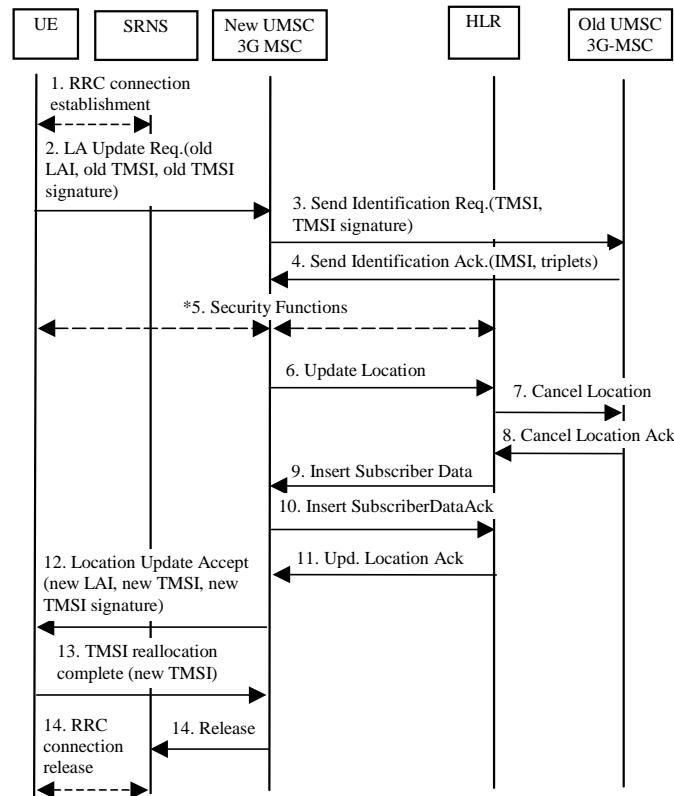 UE
SRNS
New UMSC
3G MSC
HLR
Old UMSC
3G-MSC
1. RRC connection
establishment
2. LA Update Req.(old
LAI, old TMSI, old TMSI
signature)
3. Send Identification Req.(TMSI,
TMSI signature)
4. Send Identification Ack.(IMSI, triplets)
*5. Security Functions
6. Update Location
7. Cancel Location
8. Cancel Location Ack
9. Insert Subscriber Data
10. Insert SubscriberDataAck
11. Upd. Location Ack
12. Location Update Accept
(new LAI, new TMSI, new
TMSI signature)
13. TMSI reallocation
complete (new TMSI)
14. RRC
connection
release
14. Release